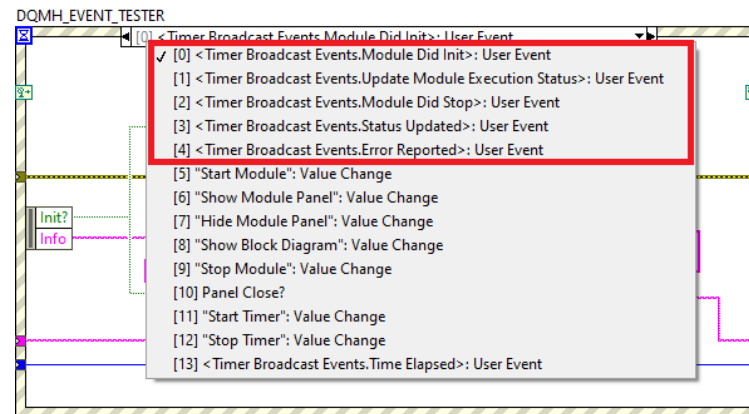 DQMH_EVENT_TESTER
[0] <Timer Broadcast Events.Module Did Init>: User Event
[0] <Timer Broadcast Events.Module Did Init>: User Event
[1] <Timer Broadcast Events.Update Module Execution Status>: User Event
[2] <Timer Broadcast Events.Module Did Stop>: User Event
[3] <Timer Broadcast Events.Status Updated>: User Event
[4] <Timer Broadcast Events.Error Reported>: User Event
[5] "Start Module": Value Change
[6] "Show Module Panel": Value Change
[7] "Hide Module Panel": Value Change
Init?
Info
[8] "Show Block Diagram": Value Change
[9] "Stop Module": Value Change
[10] Panel Close?
[11] "Start Timer": Value Change
[12] "Stop Timer": Value Change
[13] <Timer Broadcast Events.Time Elapsed>: User Event